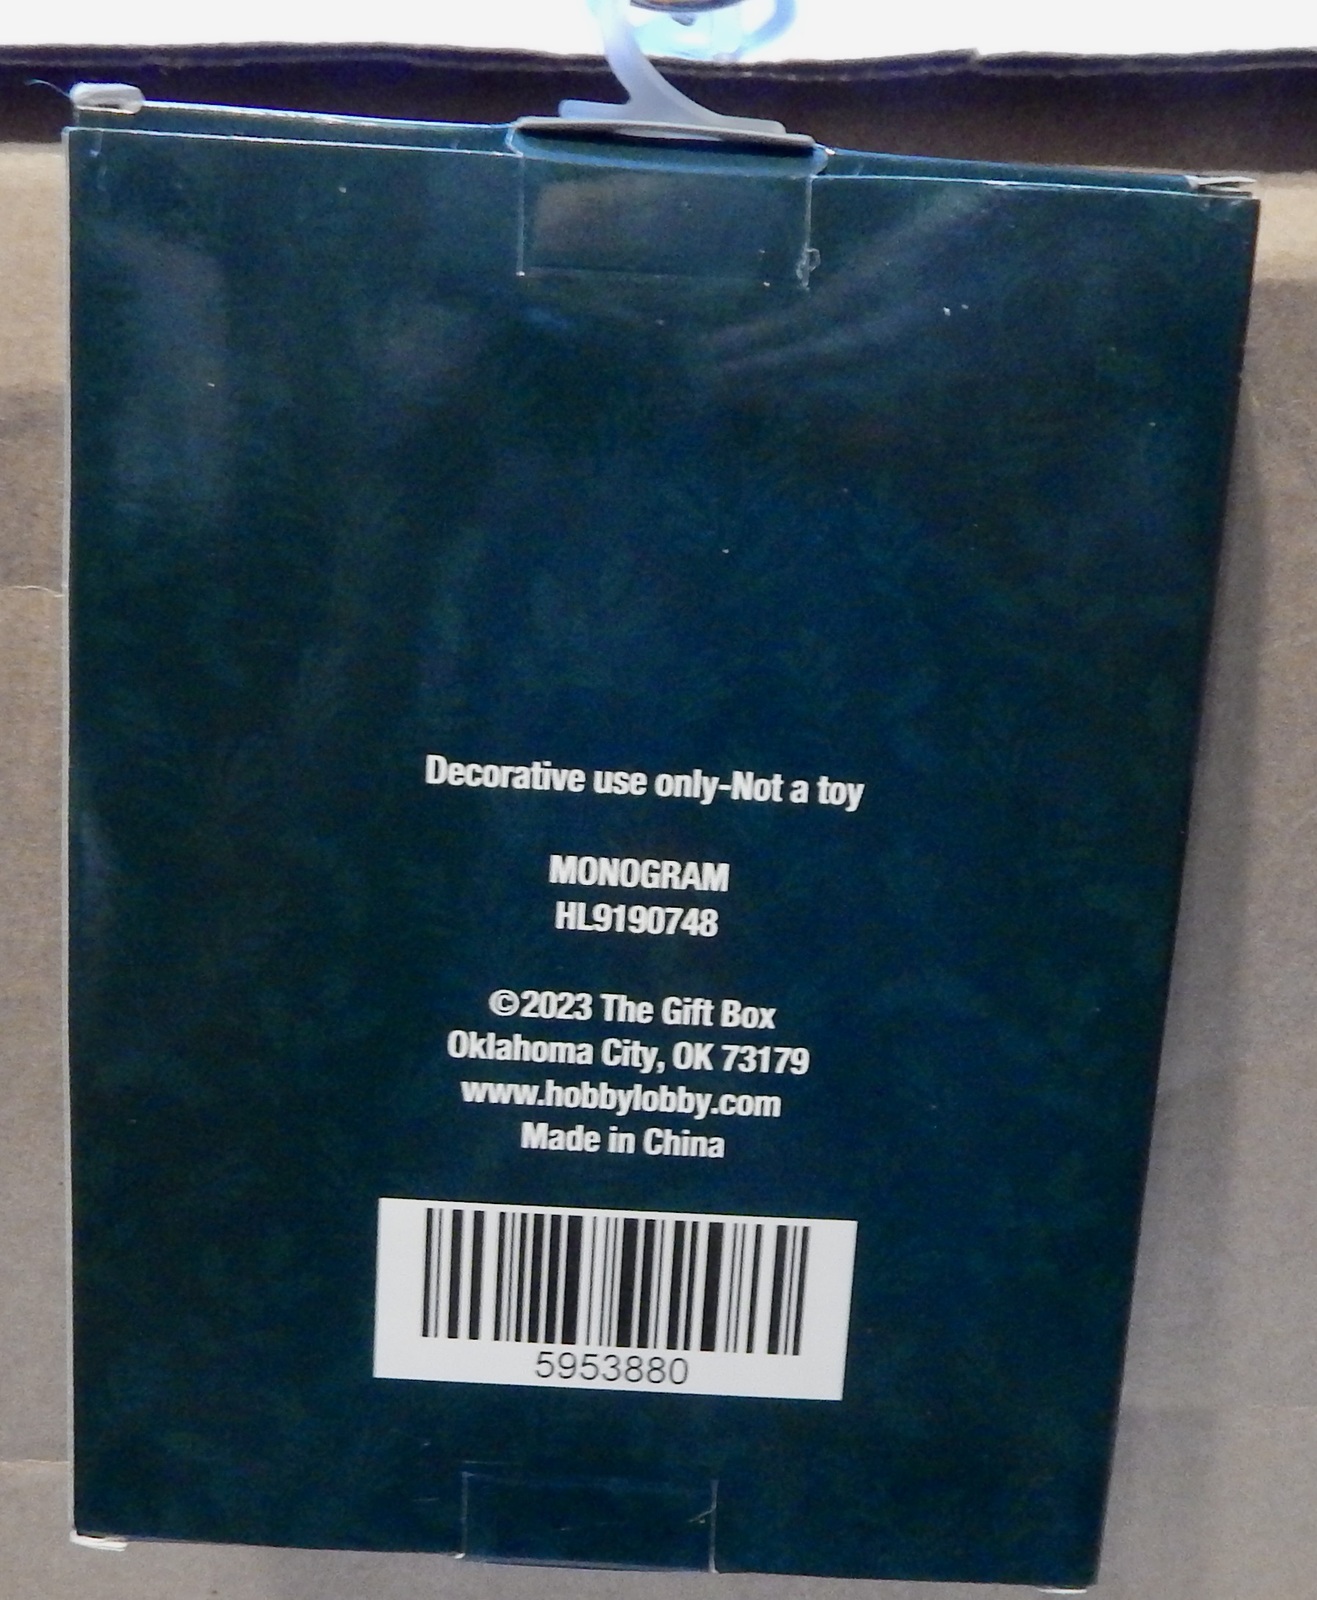 Decorative use only-Not a toy
MONOGRAM
HL9190748
©2023 The Gift Box
Oklahoma City, OK 73179
www.hobbylobby.com
Made in China
5953880